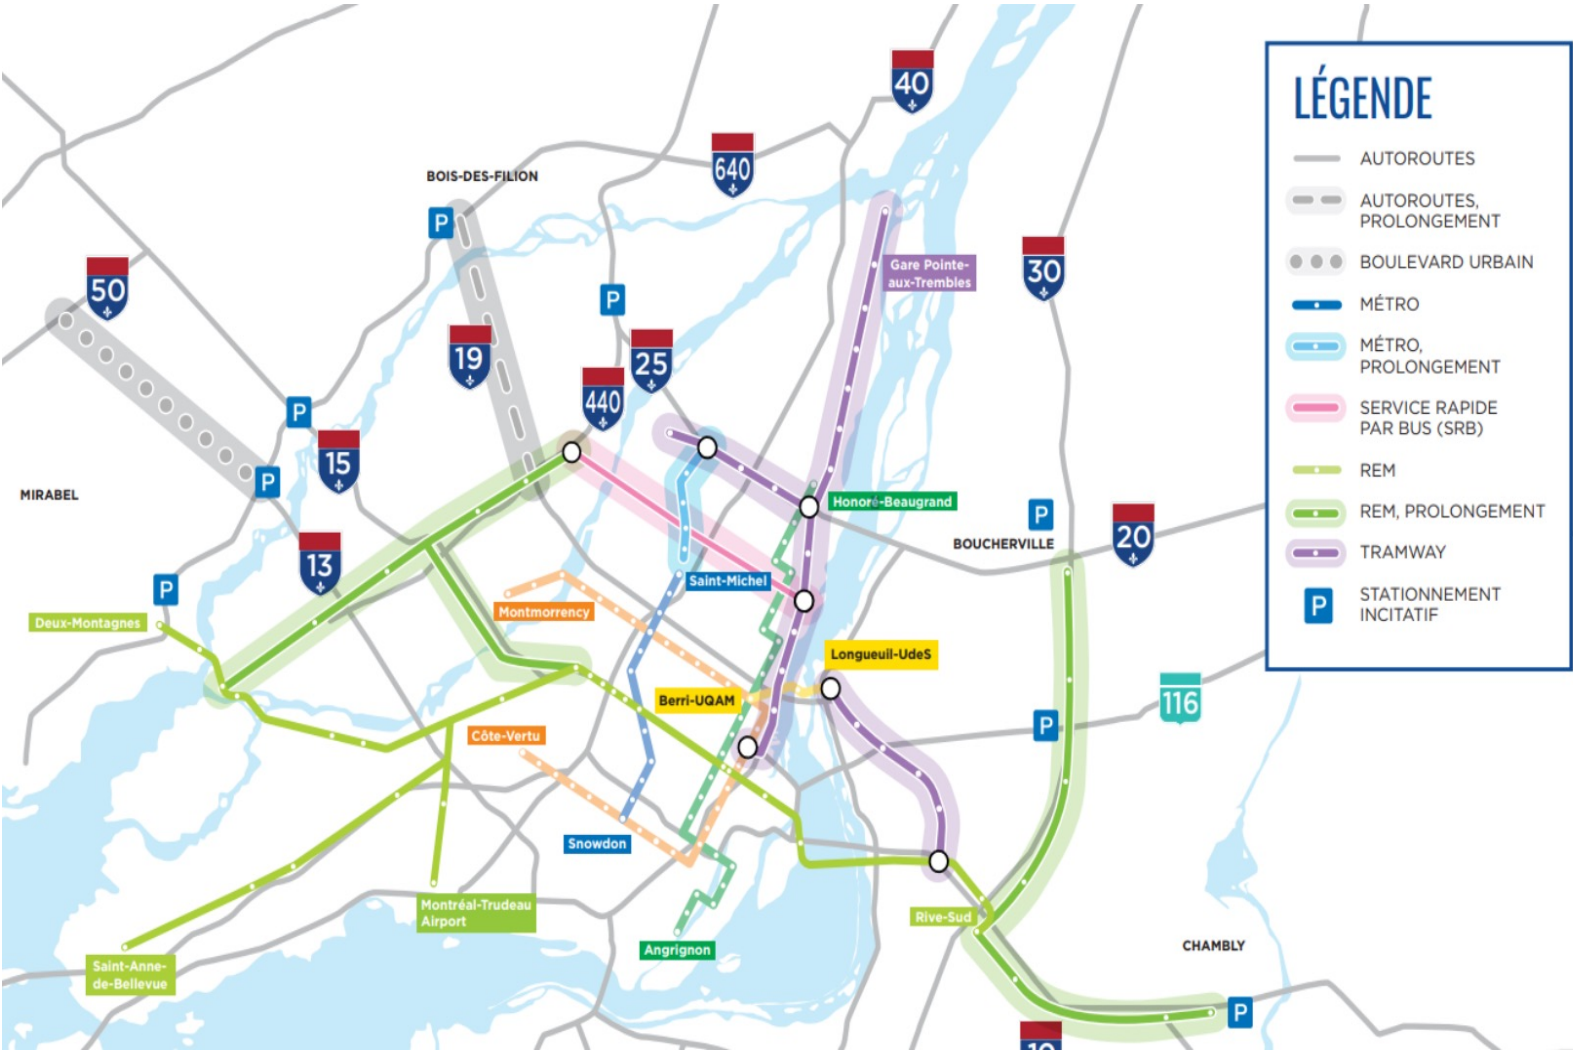 40
640
BOIS-DES-FILION
P
50
Gare Pointe-
aux-Trembles
30
P
19
25
440
P
15
P
MIRABEL
Honoré-Beaugrand
P
20
BOUCHERVILLE
13
Saint-Michel
P
Montmorrency
Deux-Montagnes
Longueuil-UdeS
Berri-UQAM
116
P
Côte-Vertu
Snowdon
Montréal-Trudeau
Airport
Rive-Sud
Angrignon
CHAMBLY
Saint-Anne-
de-Bellevue
P
LÉGENDE
AUTOROUTES
AUTOROUTES,
PROLONGEMENT
BOULEVARD URBAIN
MÉTRO
MÉTRO,
PROLONGEMENT
SERVICE RAPIDE
PAR BUS (SRB)
REM
REM, PROLONGEMENT
TRAMWAY
P
STATIONNEMENT
INCITATIF